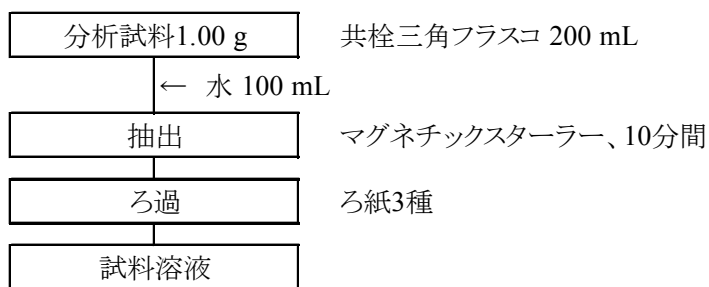 分析試料1.00 g 共栓三角フラスコ 200 mL
← 水 100 mL
抽出 マグネチックスターラー、10分間
ろ過 ろ紙3種
試料溶液